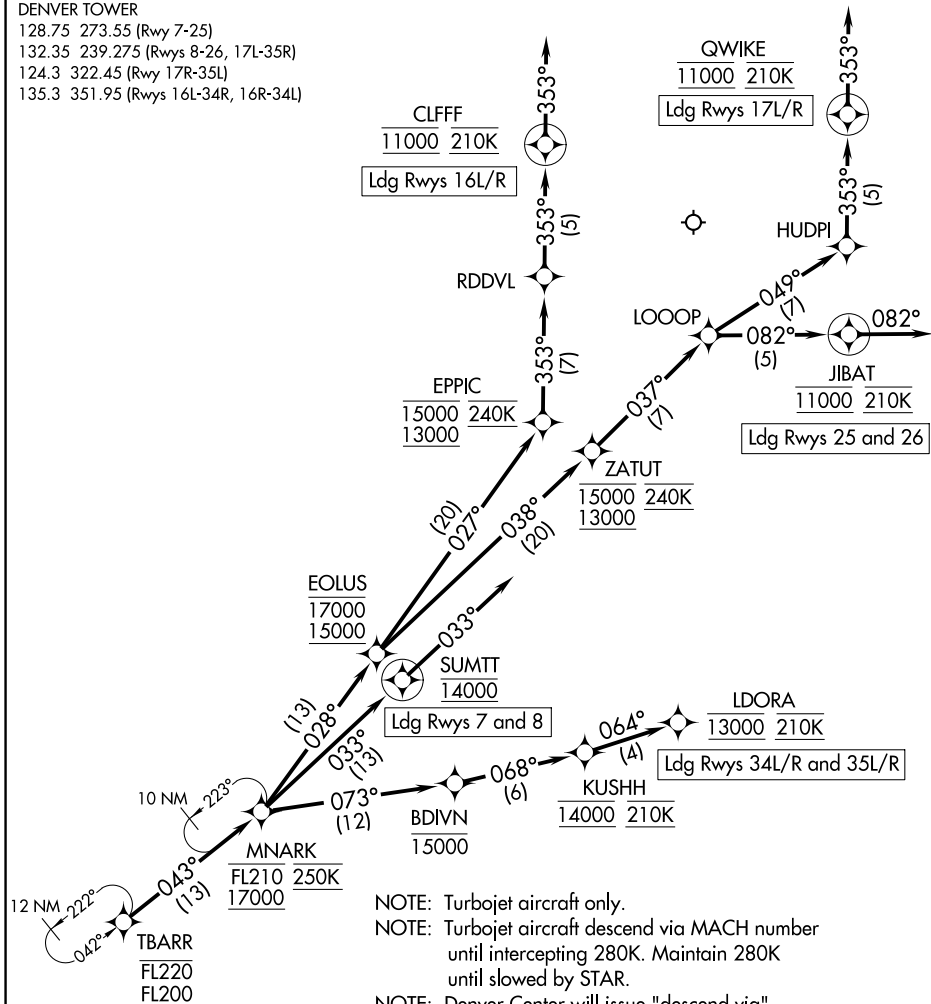 DENVER TOWER
128.75 273.55 (Rwy 7-25)
132.35 239.275 (Rwys 8-26, 17L-35R)
124.3 322.45 (Rwy 17R-35L)
135.3 351.95 (Rwys 16L-34R, 16R-34L)
353°
CLFFF
11000 210K
Ldg Rwys 16L/R
353°
(5)
RDDVL
353°
(7)
EPPIC
15000 240K
13000
353°
QWIKE
11000 210K
Ldg Rwys 17L/R
353°
(5)
HUDPI
049°
(7)
LOOOP
082°
(5)
082°
JIBAT
11000 210K
Ldg Rwys 25 and 26
037°
(7)
ZATUT
15000 240K
13000
(20)
027°
038°
(20)
EOLUS
17000
15000
033°
SUMTT
14000
Ldg Rwys 7 and 8
(13)
028°
033°
(13)
LDORA
13000 210K
Ldg Rwys 34L/R and 35L/R
064°
(4)
KUSHH
14000 210K
068°
(6)
BDIVN
15000
073°
(12)
10 NM
223°
MNARK
FL210 250K
17000
043°
(13)
12 NM
222°
042°
TBARR
FL220
FL200
NOTE: Turbojet aircraft only.
NOTE: Turbojet aircraft descend via MACH number
until intercepting 280K. Maintain 280K
until slowed by STAR.
NOTE: Denver Center will issue "descend via"